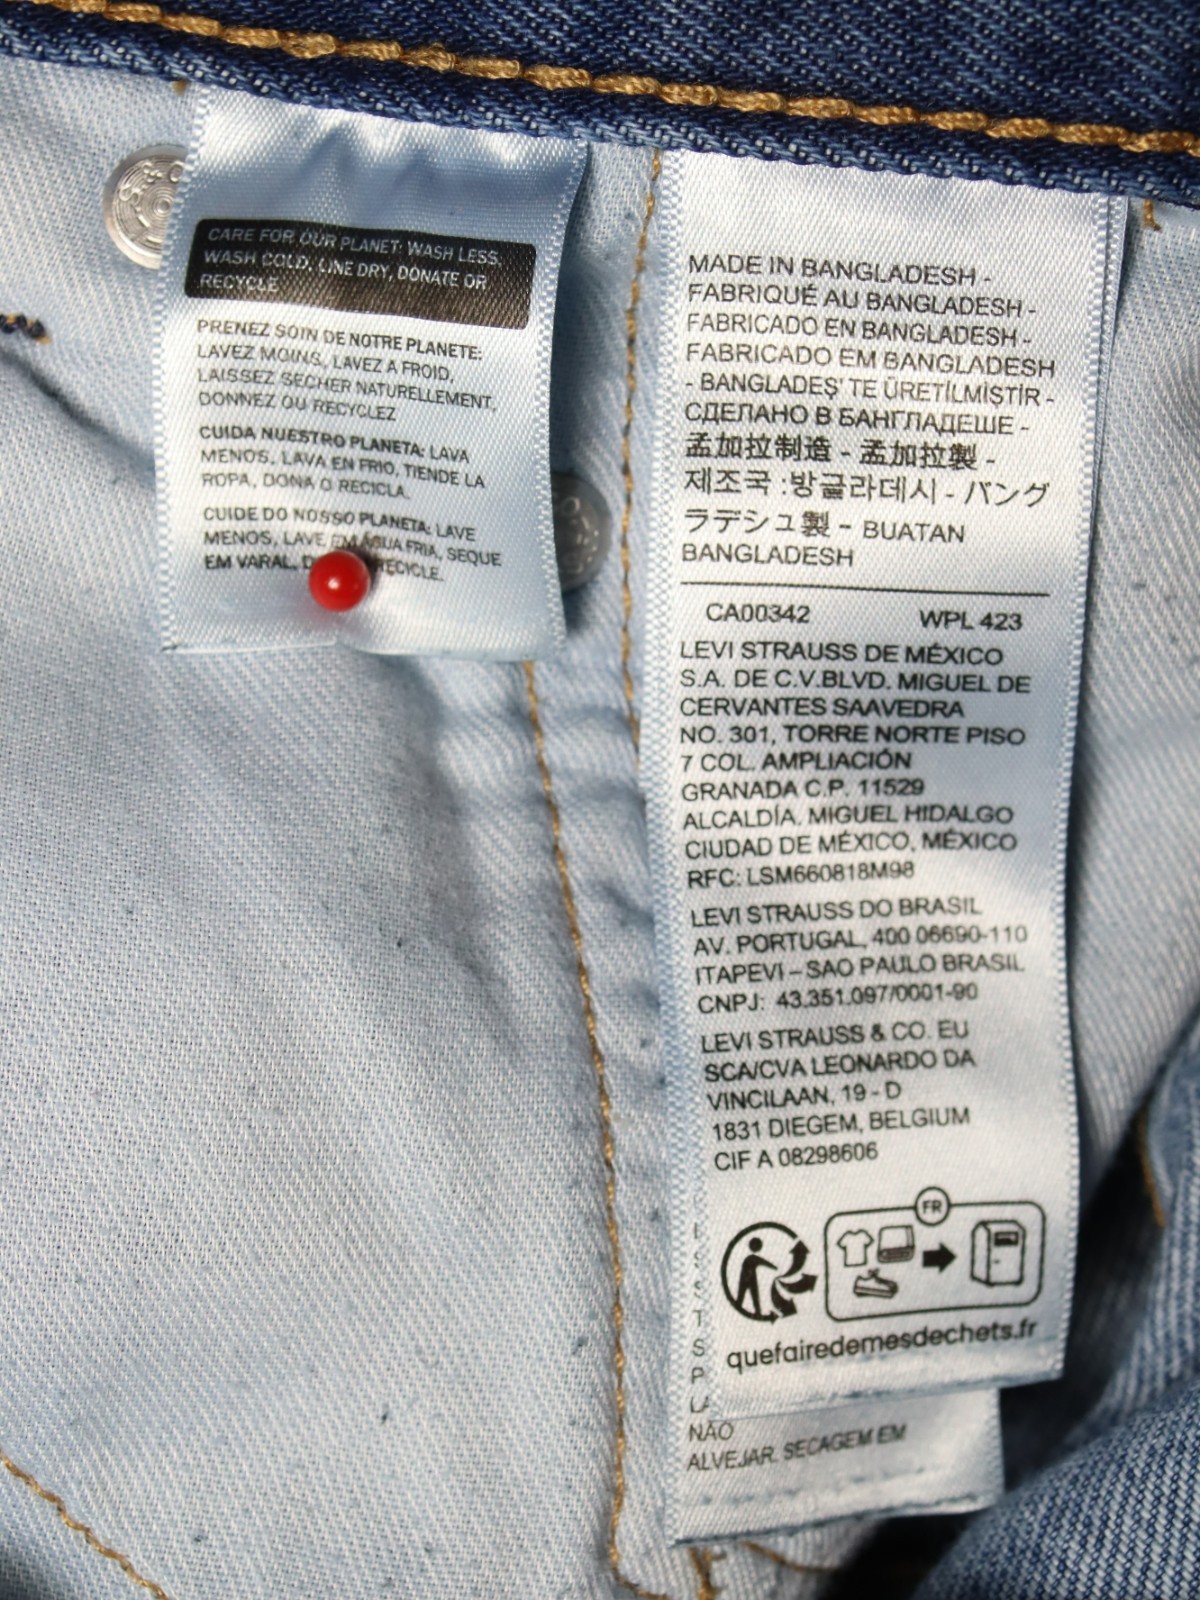 CARE FOR OUR PLANET: WASH LESS,
WASH COLD, LINE DRY, DONATE OR
RECYCLE
PRENEZ SOIN DE NOTRE PLANETE:
LAVEZ MOINS, LAVEZ A FROID,
LAISSEZ SECHER NATURELLEMENT,
DONNEZ OU RECYCLEZ
CUIDA NUESTRO PLANETA: LAVA
MENOS, LAVA EN FRIO, TIENDE LA
ROPA, DONA O RECICLA.
CUIDE DO NOSSO PLANETA: LAVE
MENOS, LAVE EM ÁGUA FRIA, SEQUE
EM VARAL, RECICLE.
MADE IN BANGLADESH -
FABRIQUÉ AU BANGLADESH -
FABRICADO EN BANGLADESH -
FABRICADO EM BANGLADESH
- BANGLADEŞ' TE ÜRETİLMİŞTİR -
СДЕЛАНО В БАНГЛАДЕШЕ -
孟加拉制造 - 孟加拉製 -
제조국 :방글라데시 - バング
ラデシュ製 - BUATAN
BANGLADESH
CA00342 WPL 423
LEVI STRAUSS DE MÉXICO
S.A. DE C.V.BLVD. MIGUEL DE
CERVANTES SAAVEDRA
NO. 301, TORRE NORTE PISO
7 COL. AMPLIACIÓN
GRANADA C.P. 11529
ALCALDÍA. MIGUEL HIDALGO
CIUDAD DE MÉXICO, MÉXICO
RFC: LSM660818M98
LEVI STRAUSS DO BRASIL
AV. PORTUGAL, 400 06690-110
ITAPEVI – SAO PAULO BRASIL
CNPJ: 43.351.097/0001-90
LEVI STRAUSS & CO. EU
SCA/CVA LEONARDO DA
VINCILAAN, 19 - D
1831 DIEGEM, BELGIUM
CIF A 08298606
FR
quefairedemesdechets.fr
NÃO
ALVEJAR. SECAGEM EM